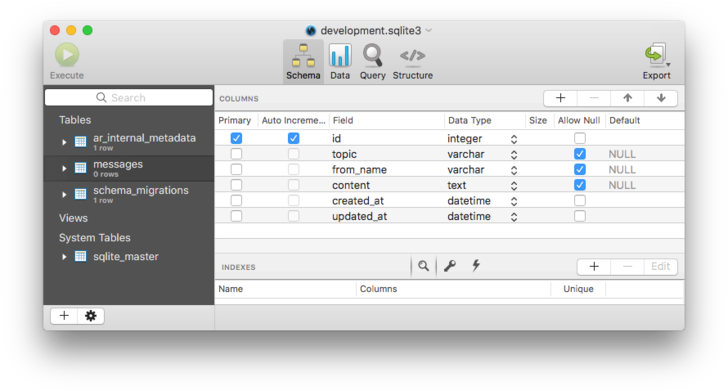 development.sqlite3
Execute
Schema Data Query Structure
Export
Search
Tables
ar_internal_metadata
1 row
messages
0 rows
schema_migrations
1 row
Views
System Tables
sqlite_master
COLUMNS
Primary Auto Increme... Field Data Type Size Allow Null Default
id integer
topic varchar NULL
from_name varchar NULL
content text NULL
created_at datetime
updated_at datetime
INDEXES
Edit
Name Columns Unique